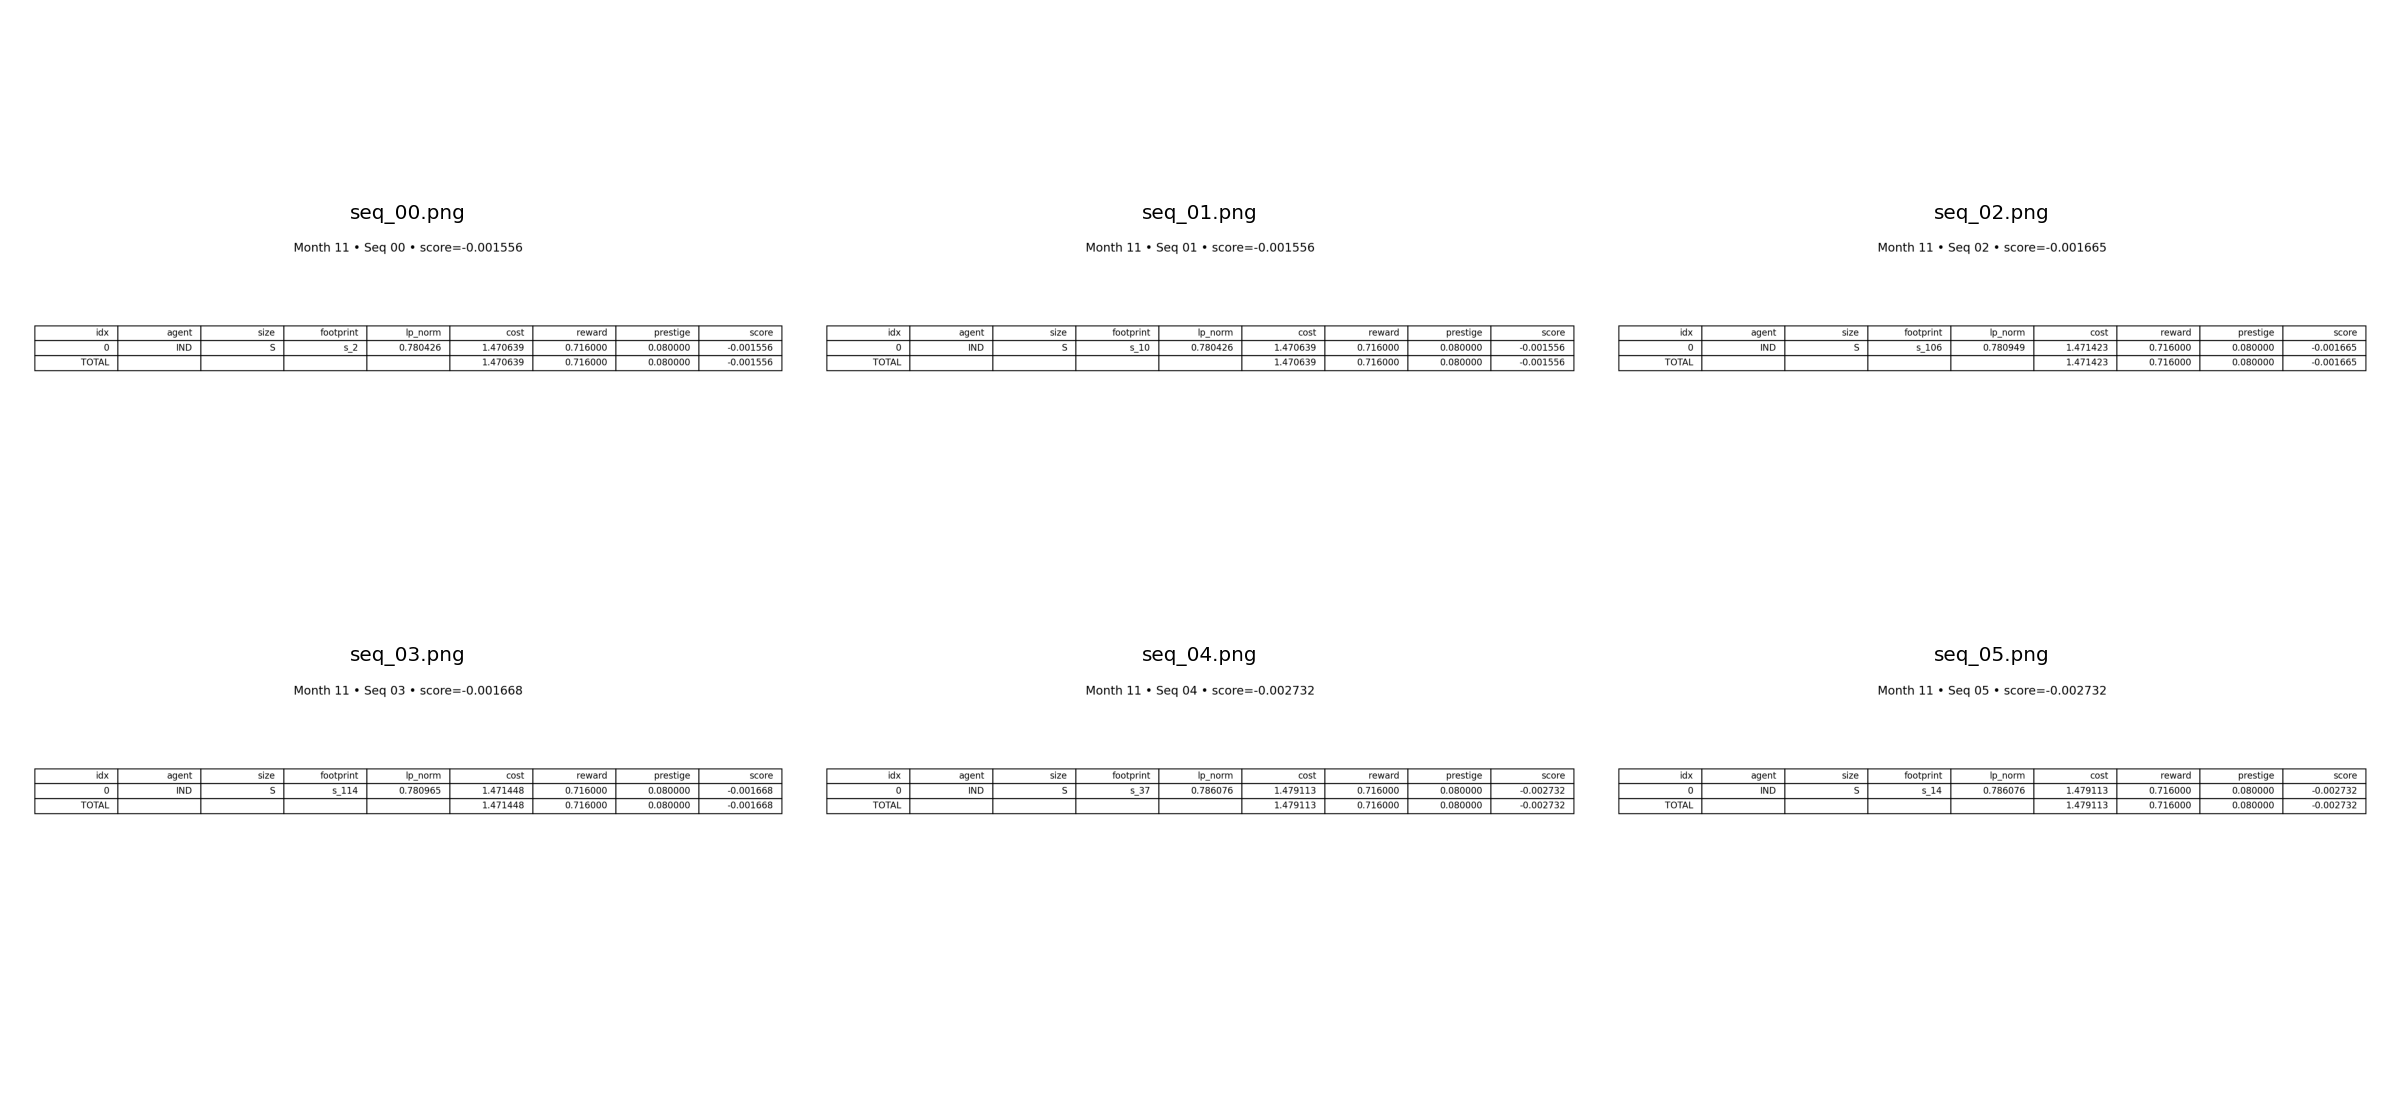 seq_00.png
Month 11 • Seq 00 • score=-0.001556
idx agent size footprint lp_norm cost reward prestige score
0 IND S s_2 0.780426 1.470639 0.716000 0.080000 -0.001556
TOTAL 1.470639 0.716000 0.080000 -0.001556
seq_01.png
Month 11 • Seq 01 • score=-0.001556
idx agent size footprint lp_norm cost reward prestige score
0 IND S s_10 0.780426 1.470639 0.716000 0.080000 -0.001556
TOTAL 1.470639 0.716000 0.080000 -0.001556
seq_02.png
Month 11 • Seq 02 • score=-0.001665
idx agent size footprint lp_norm cost reward prestige score
0 IND S s_106 0.780949 1.471423 0.716000 0.080000 -0.001665
TOTAL 1.471423 0.716000 0.080000 -0.001665
seq_03.png
Month 11 • Seq 03 • score=-0.001668
idx agent size footprint lp_norm cost reward prestige score
0 IND S s_114 0.780965 1.471448 0.716000 0.080000 -0.001668
TOTAL 1.471448 0.716000 0.080000 -0.001668
seq_04.png
Month 11 • Seq 04 • score=-0.002732
idx agent size footprint lp_norm cost reward prestige score
0 IND S s_37 0.786076 1.479113 0.716000 0.080000 -0.002732
TOTAL 1.479113 0.716000 0.080000 -0.002732
seq_05.png
Month 11 • Seq 05 • score=-0.002732
idx agent size footprint lp_norm cost reward prestige score
0 IND S s_14 0.786076 1.479113 0.716000 0.080000 -0.002732
TOTAL 1.479113 0.716000 0.080000 -0.002732